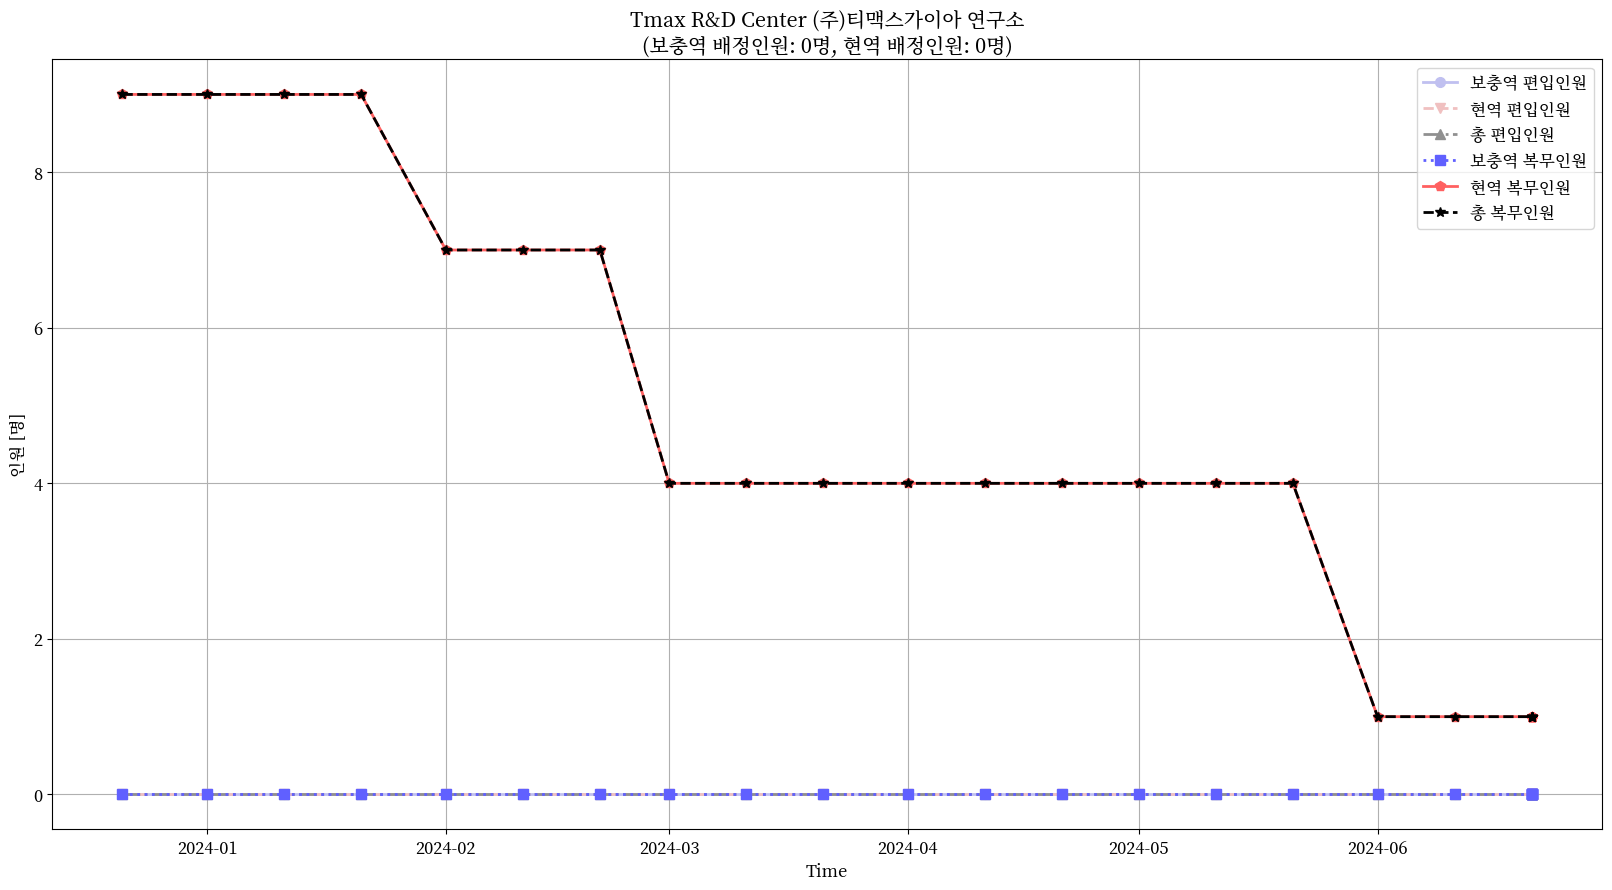 Tmax R&D Center (주)티맥스가이아 연구소
(보충역 배정인원: 0명, 현역 배정인원: 0명)
보충역 편입인원
현역 편입인원
총 편입인원
보충역 복무인원
현역 복무인원
총 복무인원
인원 [명]
8
6
4
2
0
2024-01
2024-02
2024-03
2024-04
2024-05
2024-06
Time